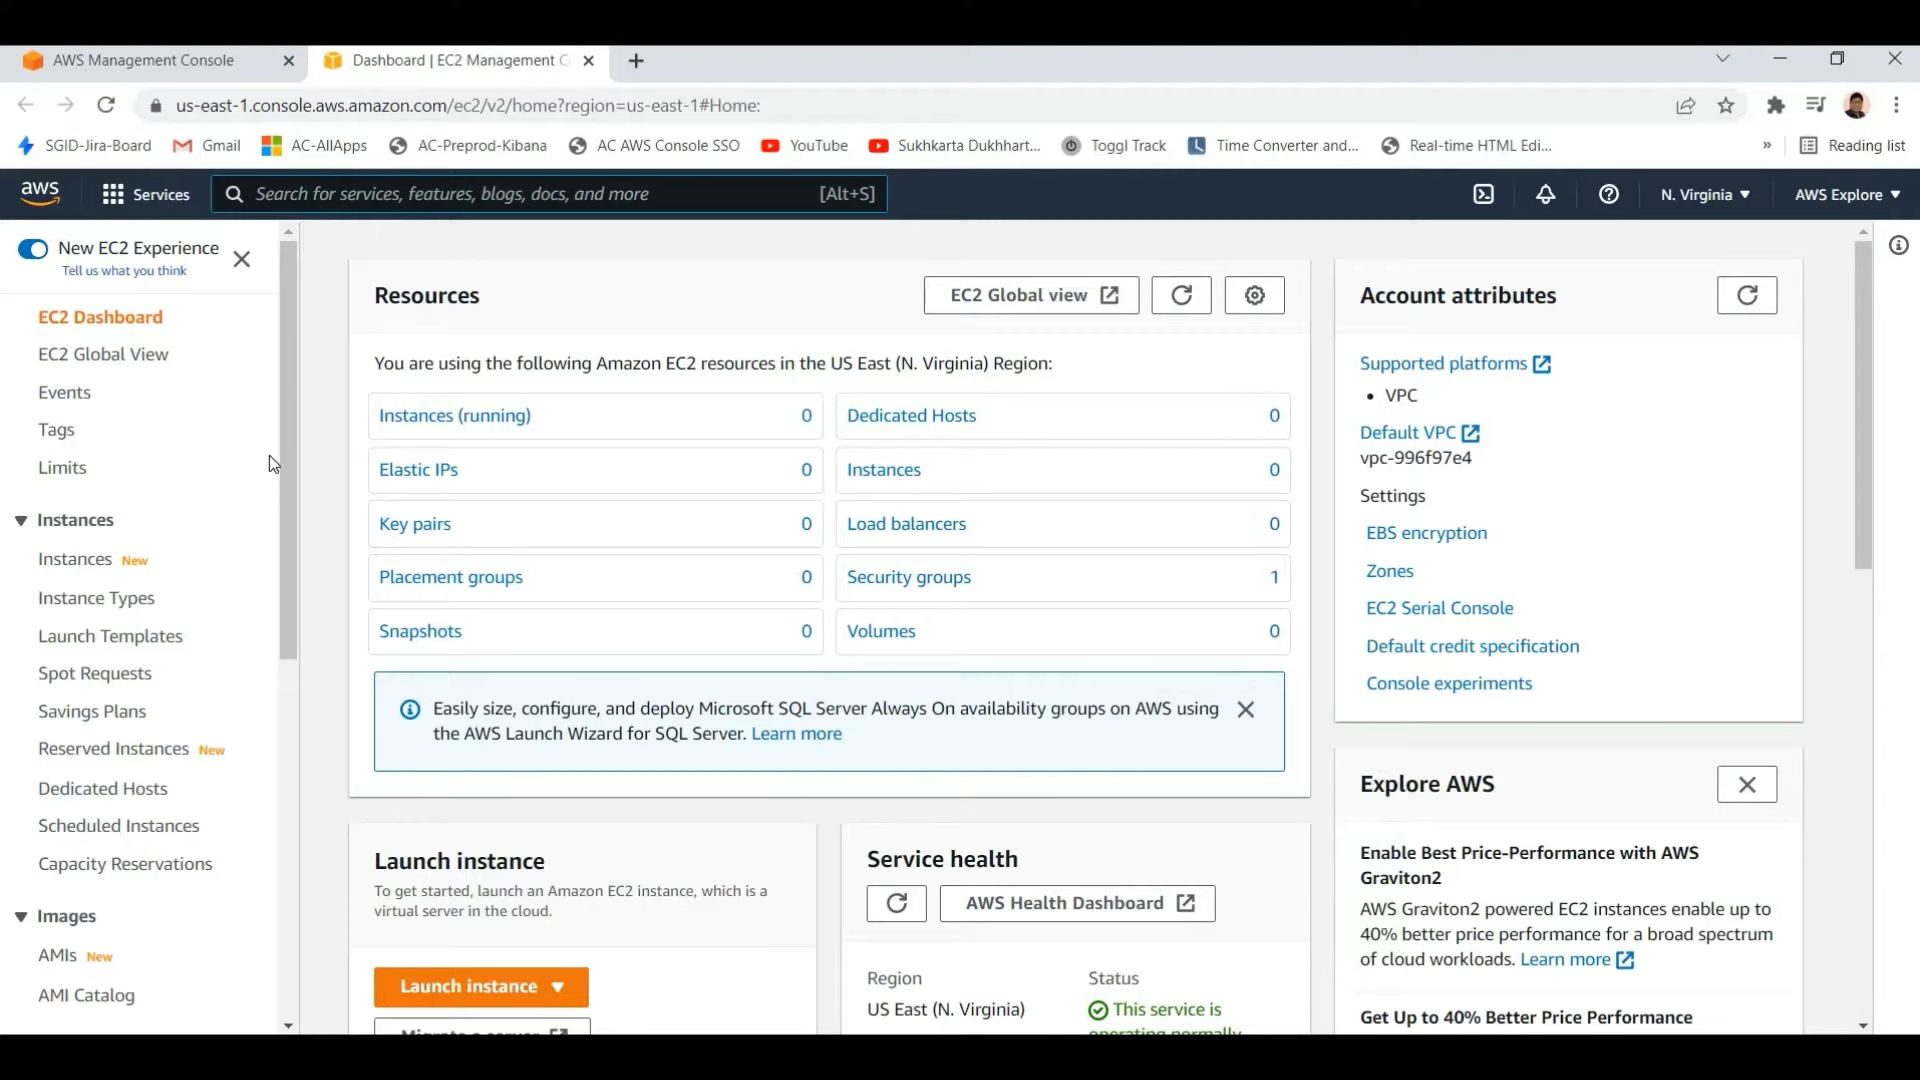 AWS Management Console
Dashboard | EC2 Management C
us-east-1.console.aws.amazon.com/ec2/v2/home?region=us-east-1#Home:
SGID-Jira-Board
Gmail
AC-AllApps
AC-Preprod-Kibana
AC AWS Console SSO
YouTube
Sukhkarta Dukhhart...
Toggl Track
Time Converter and...
Real-time HTML Edi...
»
Reading list
aws
Services
Search for services, features, blogs, docs, and more
[Alt+S]
N. Virginia
AWS Explore
New EC2 Experience
Tell us what you think
EC2 Dashboard
EC2 Global View
Events
Tags
Limits
Instances
Instances New
Instance Types
Launch Templates
Spot Requests
Savings Plans
Reserved Instances New
Dedicated Hosts
Scheduled Instances
Capacity Reservations
Images
AMIs New
AMI Catalog
Resources
EC2 Global view
You are using the following Amazon EC2 resources in the US East (N. Virginia) Region:
Instances (running) 0
Dedicated Hosts 0
Elastic IPs 0
Instances 0
Key pairs 0
Load balancers 0
Placement groups 0
Security groups 1
Snapshots 0
Volumes 0
Easily size, configure, and deploy Microsoft SQL Server Always On availability groups on AWS using
the AWS Launch Wizard for SQL Server. Learn more
Launch instance
To get started, launch an Amazon EC2 instance, which is a
virtual server in the cloud.
Launch instance
Migrate a server
Service health
AWS Health Dashboard
Region
Status
US East (N. Virginia)
This service is
operating normally
Account attributes
Supported platforms
• VPC
Default VPC
vpc-996f97e4
Settings
EBS encryption
Zones
EC2 Serial Console
Default credit specification
Console experiments
Explore AWS
Enable Best Price-Performance with AWS
Graviton2
AWS Graviton2 powered EC2 instances enable up to
40% better price performance for a broad spectrum
of cloud workloads. Learn more
Get Up to 40% Better Price Performance